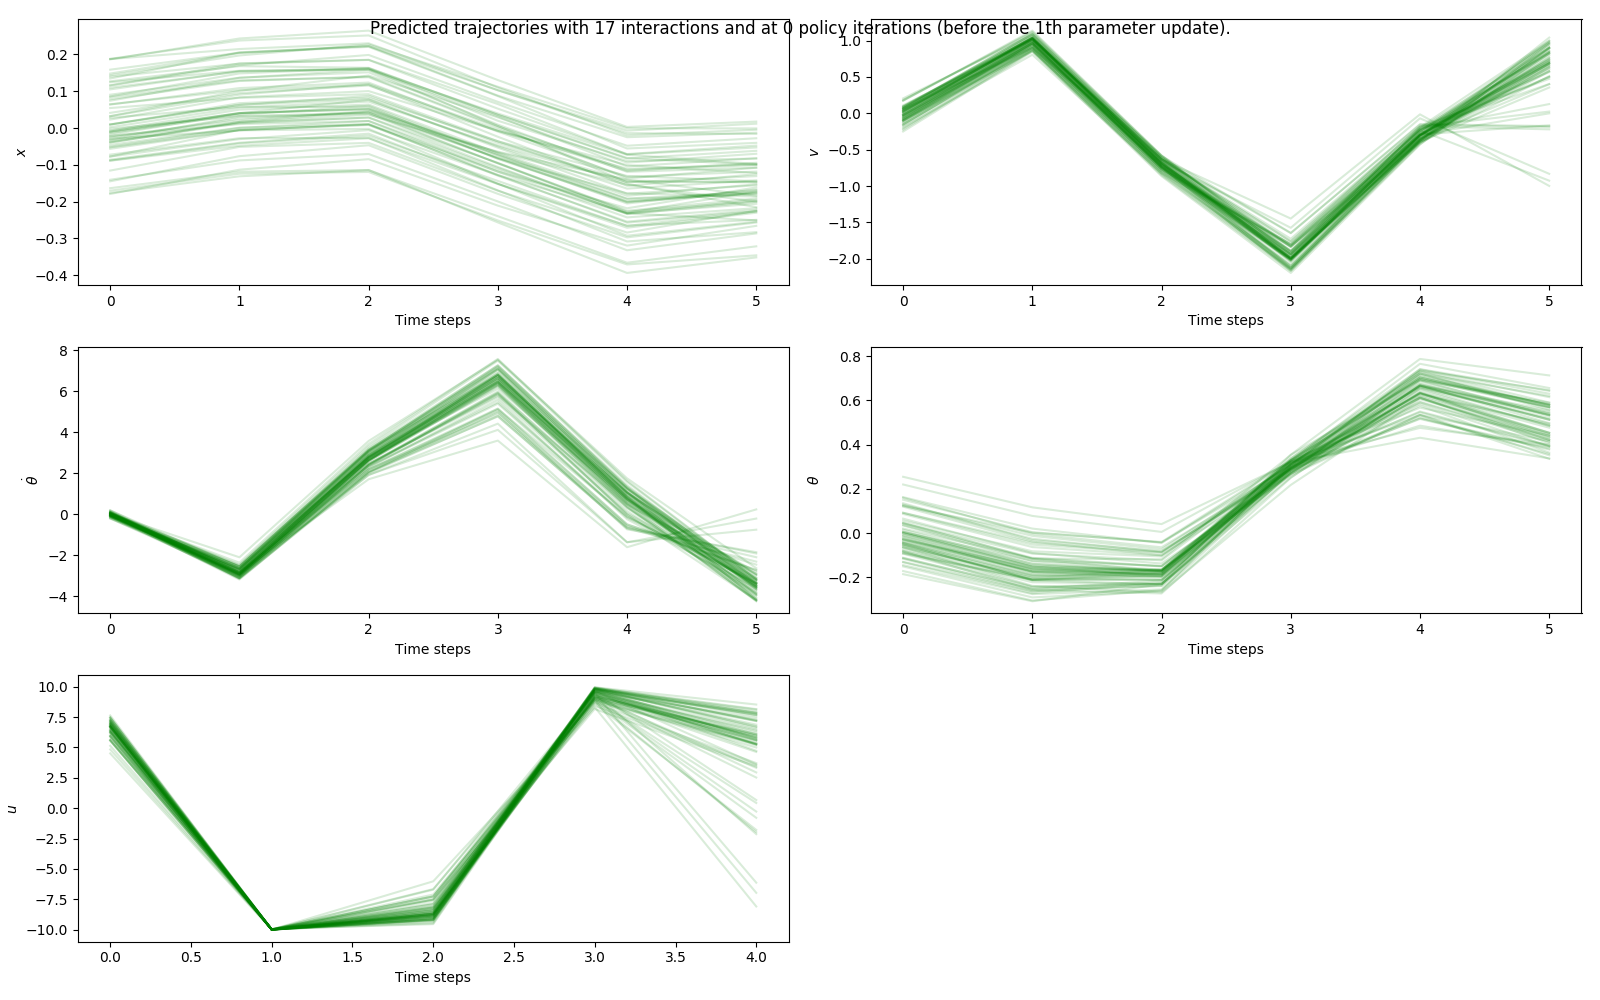 Predicted trajectories with 17 interactions and at 0 policy iterations (before the 1th parameter update).
0.2
0.1
0.0
−0.1
−0.2
−0.3
−0.4
x
0 1 2 3 4 5
Time steps
1.0
0.5
0.0
−0.5
−1.0
−1.5
−2.0
v
0 1 2 3 4 5
Time steps
8
6
4
2
0
−2
−4
θ̇
0 1 2 3 4 5
Time steps
0.8
0.6
0.4
0.2
0.0
−0.2
θ
0 1 2 3 4 5
Time steps
10.0
7.5
5.0
2.5
0.0
−2.5
−5.0
−7.5
−10.0
u
0.0 0.5 1.0 1.5 2.0 2.5 3.0 3.5 4.0
Time steps